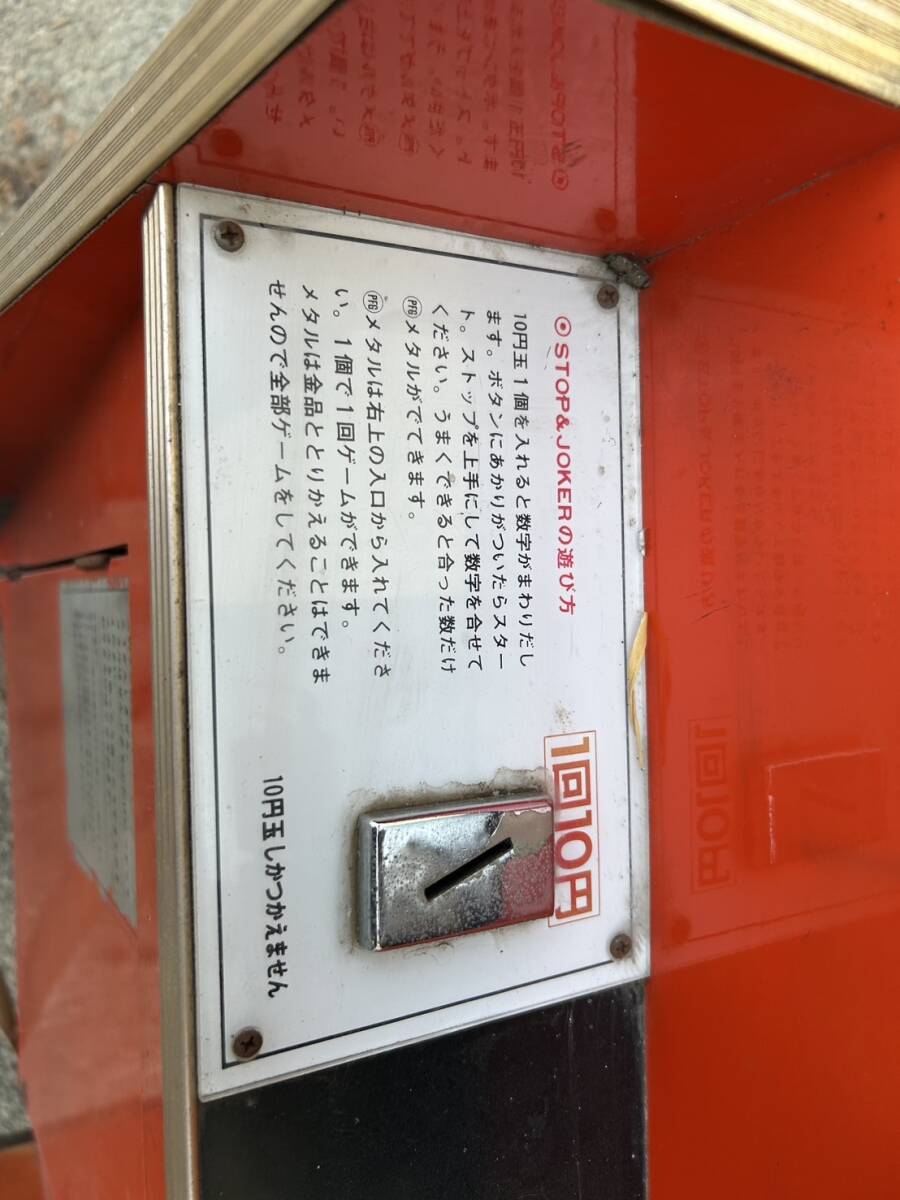 ◉STOP&JOKERの遊び方
10円玉1個を入れると数字がまわりだし
ます。ボタンにあかりがついたらスター
ト。ストップを上手にして数字を合せて
ください。うまくできると合った数だけ
PFGメタルがでてきます。
PFGメタルは右上の入口から入れてくださ
い。1個で1回ゲームができます。
メタルは金品ととりかえることはできま
せんので全部ゲームをしてください。
1回10円
10円玉しかつかえません